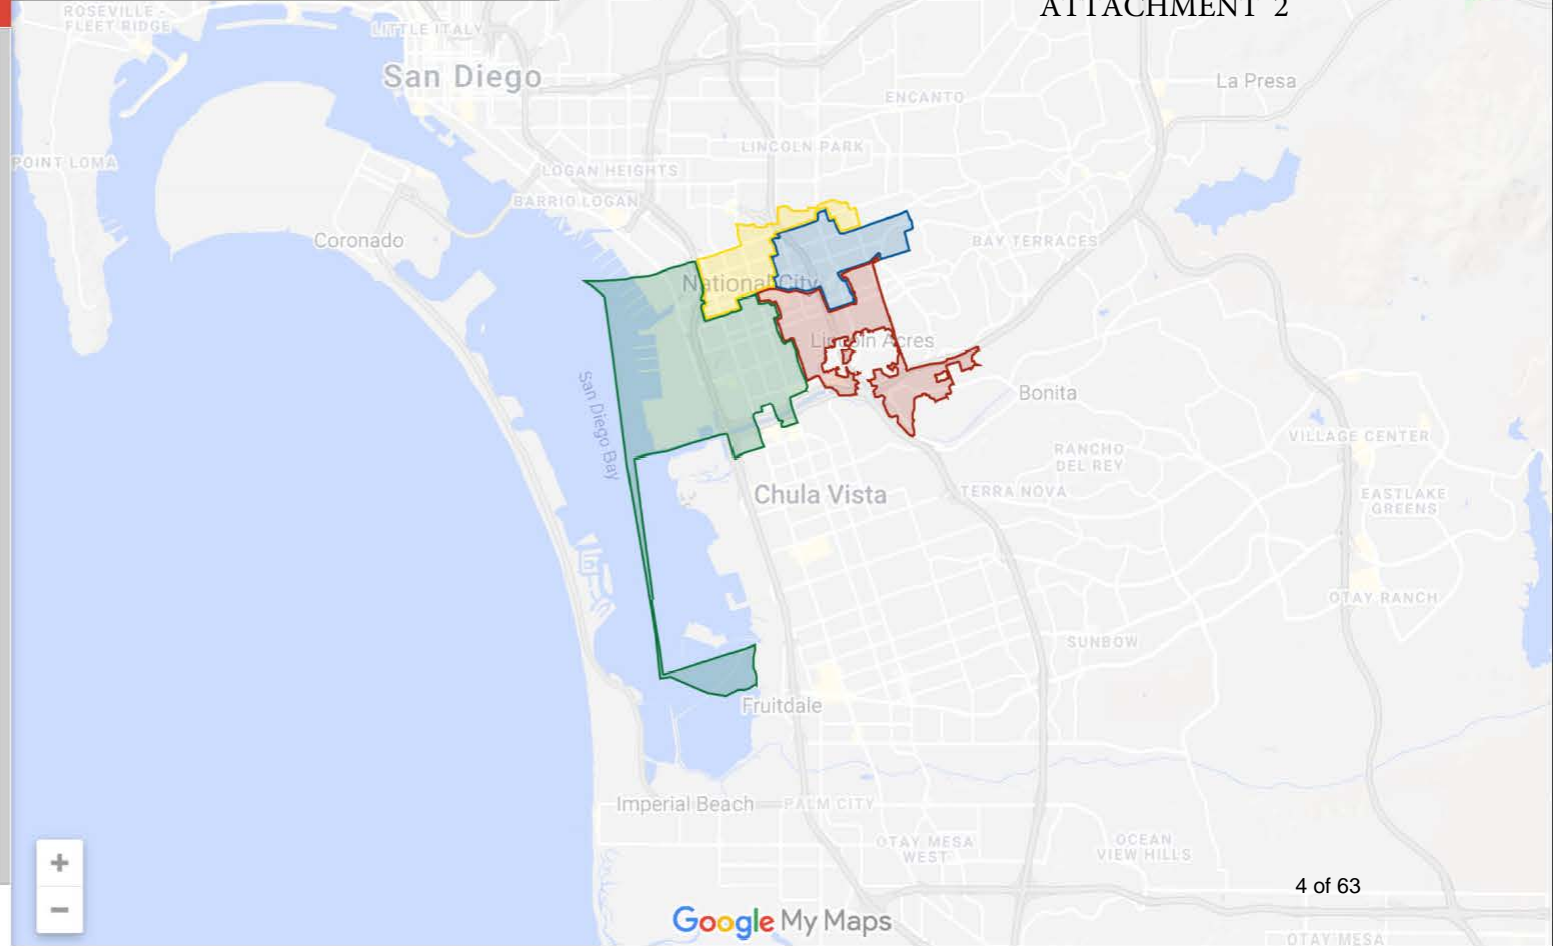 ATTACHMENT 2
ROSEVILLE -
FLEET RIDGE
LITTLE ITALY
San Diego
La Presa
ENCANTO
LINCOLN PARK
POINT LOMA
LOGAN HEIGHTS
BARRIO LOGAN
Coronado
BAY TERRACES
National City
Lincoln Acres
San Diego Bay
Bonita
VILLAGE CENTER
RANCHO
DEL REY
Chula Vista
TERRA NOVA
EASTLAKE
GREENS
OTAY RANCH
SUNBOW
Fruitdale
Imperial Beach
PALM CITY
OTAY MESA
WEST
OCEAN
VIEW HILLS
+
4 of 63
−
Google My Maps
OTAY MESA